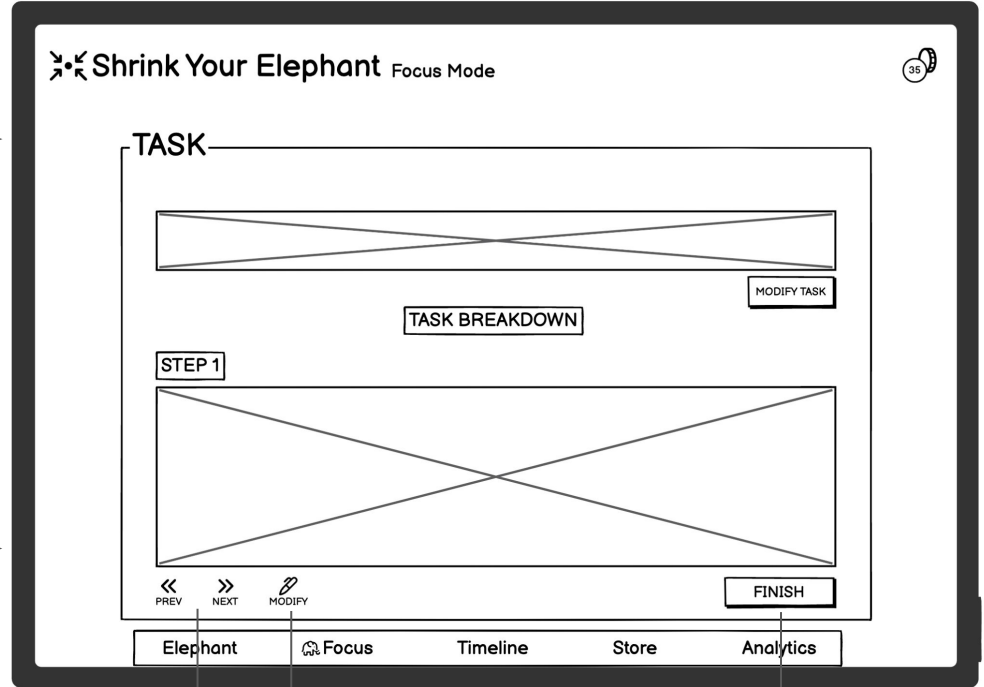 Shrink Your Elephant Focus Mode
35
TASK
MODIFY TASK
TASK BREAKDOWN
STEP 1
PREV NEXT MODIFY
FINISH
Elephant Focus Timeline Store Analytics